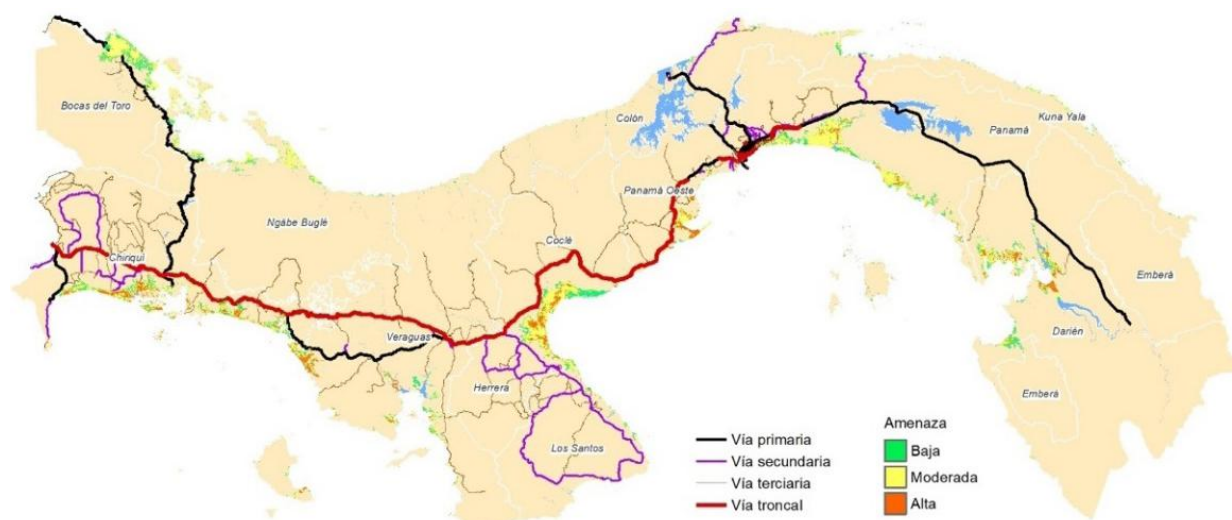 Bocas del Toro
Colón
Kuna Yala
Panamá
Ngäbe Buglé
Panamá Oeste
Chiriquí
Coclé
Emberá
Veraguas
Darién
Herrera
Emberá
Los Santos
Vía primaria
Vía secundaria
Vía terciaria
Vía troncal
Amenaza
Baja
Moderada
Alta